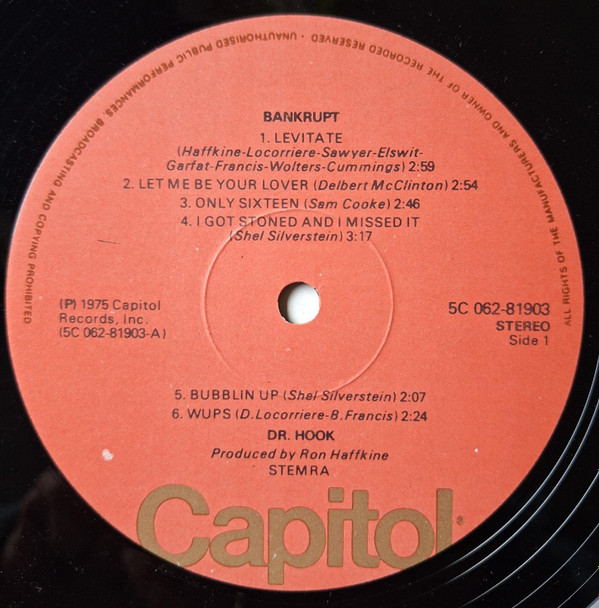 ALL RIGHTS OF THE MANUFACTURERS AND OWNER OF THE RECORDED RESERVED · UNAUTHORISED PUBLIC PERFORMANCES, BROADCASTING AND COPYING PROHIBITED
BANKRUPT
1. LEVITATE
(Haffkine-Locorriere-Sawyer-Elswit-
Garfat-Francis-Wolters-Cummings) 2:59
2. LET ME BE YOUR LOVER (Delbert McClinton) 2:54
3. ONLY SIXTEEN (Sam Cooke) 2:46
4. I GOT STONED AND I MISSED IT
(Shel Silverstein) 3:17
(P) 1975 Capitol
Records, Inc.
(5C 062-81903-A)
5C 062-81903
STEREO
Side 1
5. BUBBLIN UP (Shel Silverstein) 2:07
6. WUPS (D.Locorriere-B.Francis) 2:24
DR. HOOK
Produced by Ron Haffkine
STEMRA
Capitol®